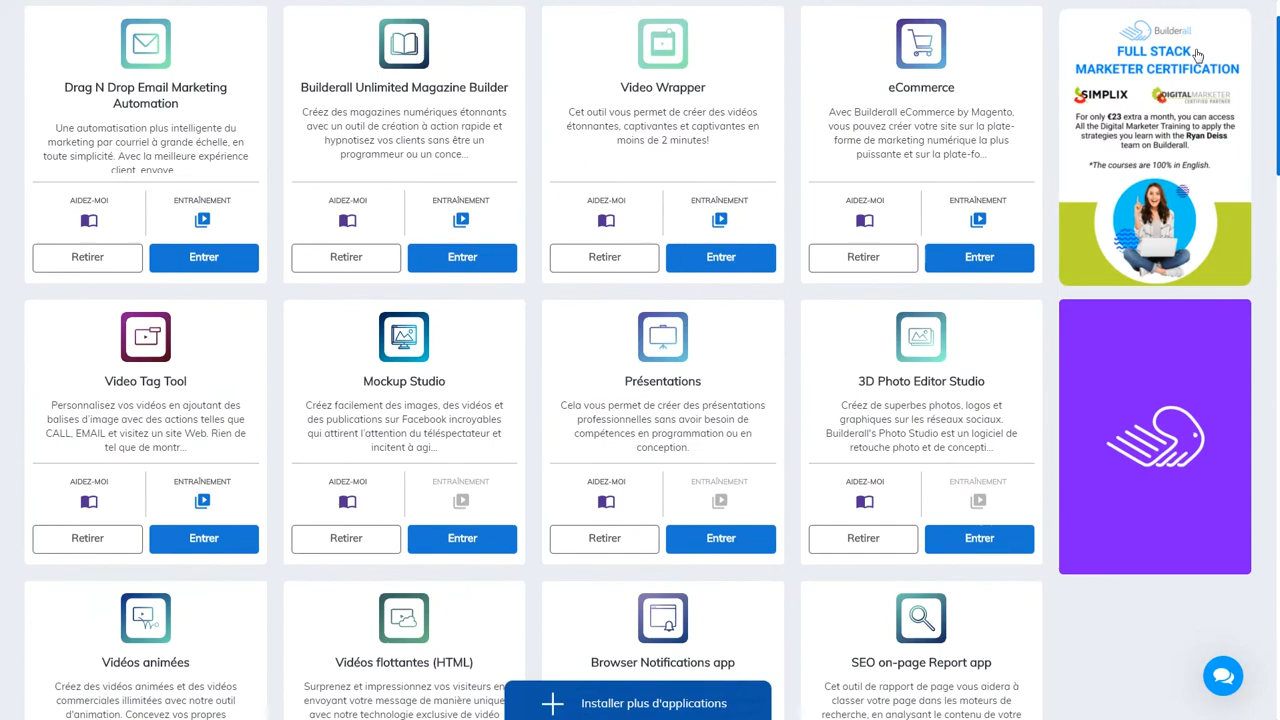 Drag N Drop Email Marketing
Automation
Une automatisation plus intelligente du
marketing par courriel à grande échelle, en
toute simplicité. Avec la meilleure expérience
client, envoye
AIDEZ-MOI
ENTRAÎNEMENT
Retirer
Entrer
Builderall Unlimited Magazine Builder
Créez des magazines numériques étonnants
avec un outil de création à action rapide et
hypnotisez vos clients sans être un
programmeur ou un conce...
AIDEZ-MOI
ENTRAÎNEMENT
Retirer
Entrer
Video Wrapper
Cet outil vous permet de créer des vidéos
étonnantes, captivantes et captivantes en
moins de 2 minutes!
AIDEZ-MOI
ENTRAÎNEMENT
Retirer
Entrer
eCommerce
Avec Builderall eCommerce by Magento,
vous pouvez créer votre site sur la plate-
forme de marketing numérique la plus
puissante et sur la plate-fo...
AIDEZ-MOI
ENTRAÎNEMENT
Retirer
Entrer
Builderall
FULL STACK
MARKETER CERTIFICATION
SIMPLIX
DIGITALMARKETER
CERTIFIED PARTNER
For only €23 extra a month, you can access
All the Digital Marketer Training to apply the
strategies you learn with the Ryan Deiss
team on Builderall.
*The courses are 100% in English.
Video Tag Tool
Personnalisez vos vidéos en ajoutant des
balises d'image avec des actions telles que
CALL, EMAIL et visitez un site Web. Rien de
tel que de montr...
AIDEZ-MOI
ENTRAÎNEMENT
Retirer
Entrer
Mockup Studio
Créez facilement des images, des vidéos et
des publications sur Facebook incroyables
qui attirent l'attention du téléspectateur et
incitent à agi...
AIDEZ-MOI
ENTRAÎNEMENT
Retirer
Entrer
Présentations
Cela vous permet de créer des présentations
professionnelles sans avoir besoin de
compétences en programmation ou en
conception.
AIDEZ-MOI
ENTRAÎNEMENT
Retirer
Entrer
3D Photo Editor Studio
Créez de superbes photos, logos et
graphiques sur les réseaux sociaux.
Builderall's Photo Studio est un logiciel de
retouche photo et de concepti...
AIDEZ-MOI
ENTRAÎNEMENT
Retirer
Entrer
Vidéos animées
Créez des vidéos animées et des vidéos
commerciales illimitées avec notre outil
d'animation. Concevez vos propres
Vidéos flottantes (HTML)
Surprenez et impressionnez vos visiteurs en
envoyant votre message de manière unique
avec notre technologie exclusive de vidéo
Browser Notifications app
SEO on-page Report app
Cet outil de rapport de page vous aidera à
classer votre page dans les moteurs de
recherche, en analysant le contenu de votre
Installer plus d'applications